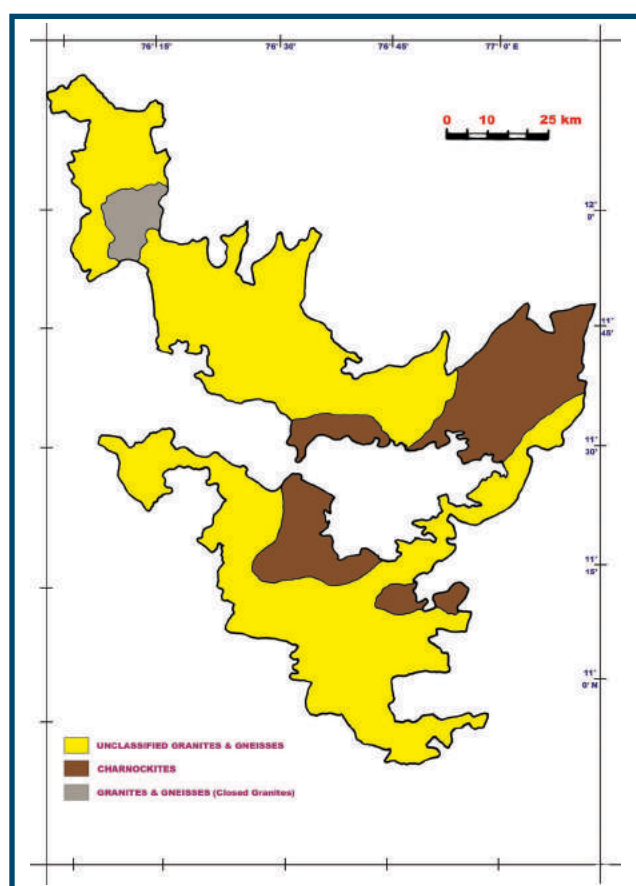 76° 15' 76° 30' 76° 45' 77° 0' E
0 10 25 km
12°
0'
11°
45'
11°
30'
11°
15'
11°
0' N
UNCLASSIFIED GRANITES & GNEISSES
CHARNOCKITES
GRANITES & GNEISSES (Closed Granites)